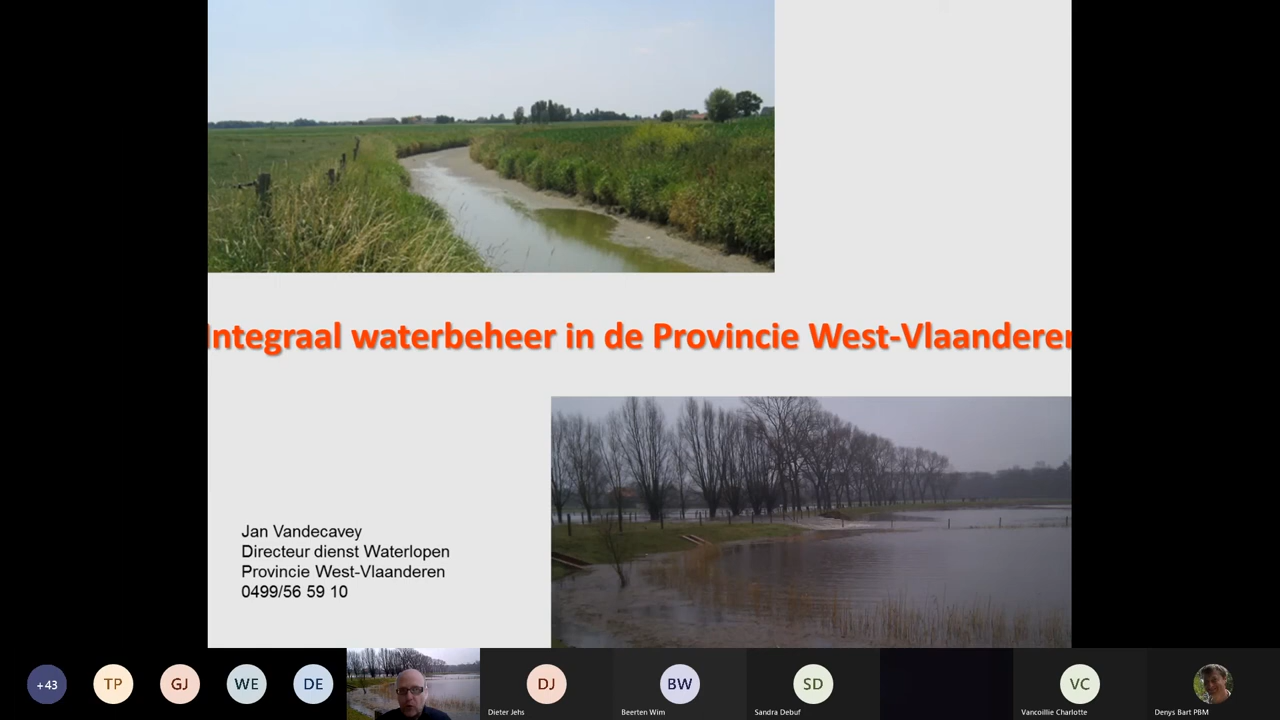 Integraal waterbeheer in de Provincie West-Vlaanderen
Jan Vandecavey
Directeur dienst Waterlopen
Provincie West-Vlaanderen
0499/56 59 10
+43
TP
GJ
WE
DE
DJ
BW
SD
VC
Dieter Jehs
Beerten Wim
Sandra Debuf
Vancoillie Charlotte
Denys Bart PBM